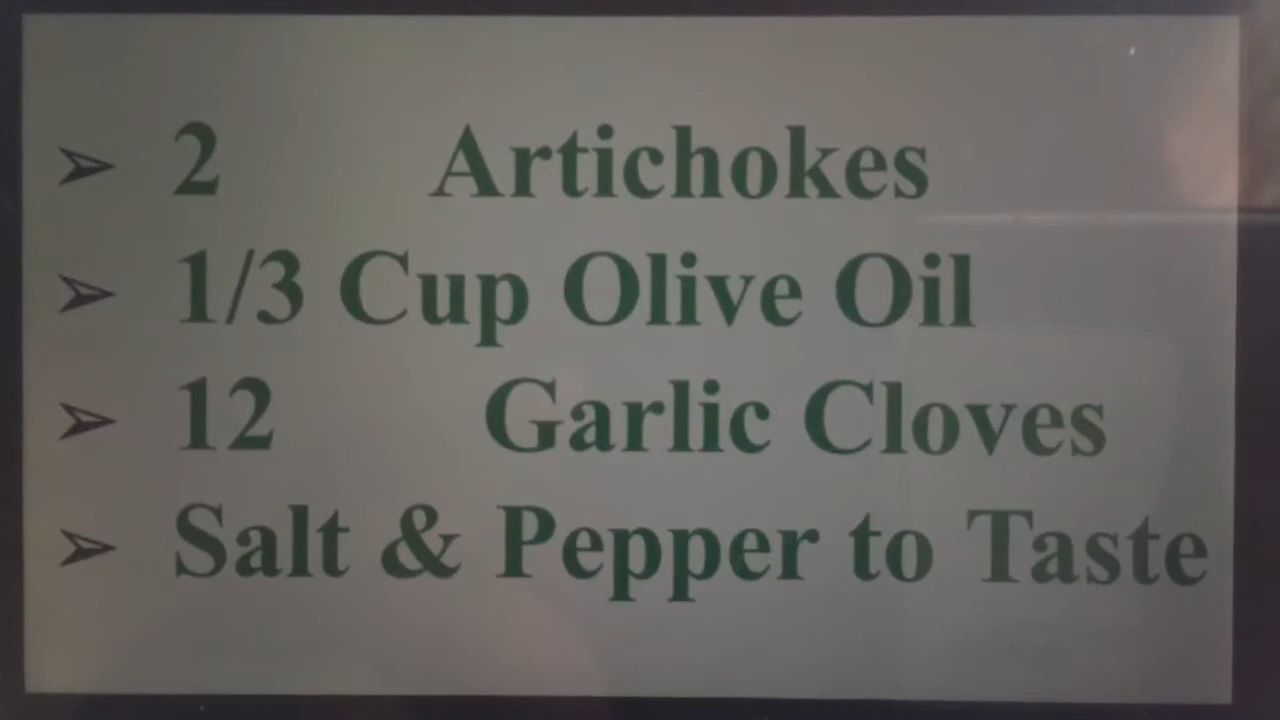 ➢ 2 Artichokes
➢ 1/3 Cup Olive Oil
➢ 12 Garlic Cloves
➢ Salt & Pepper to Taste